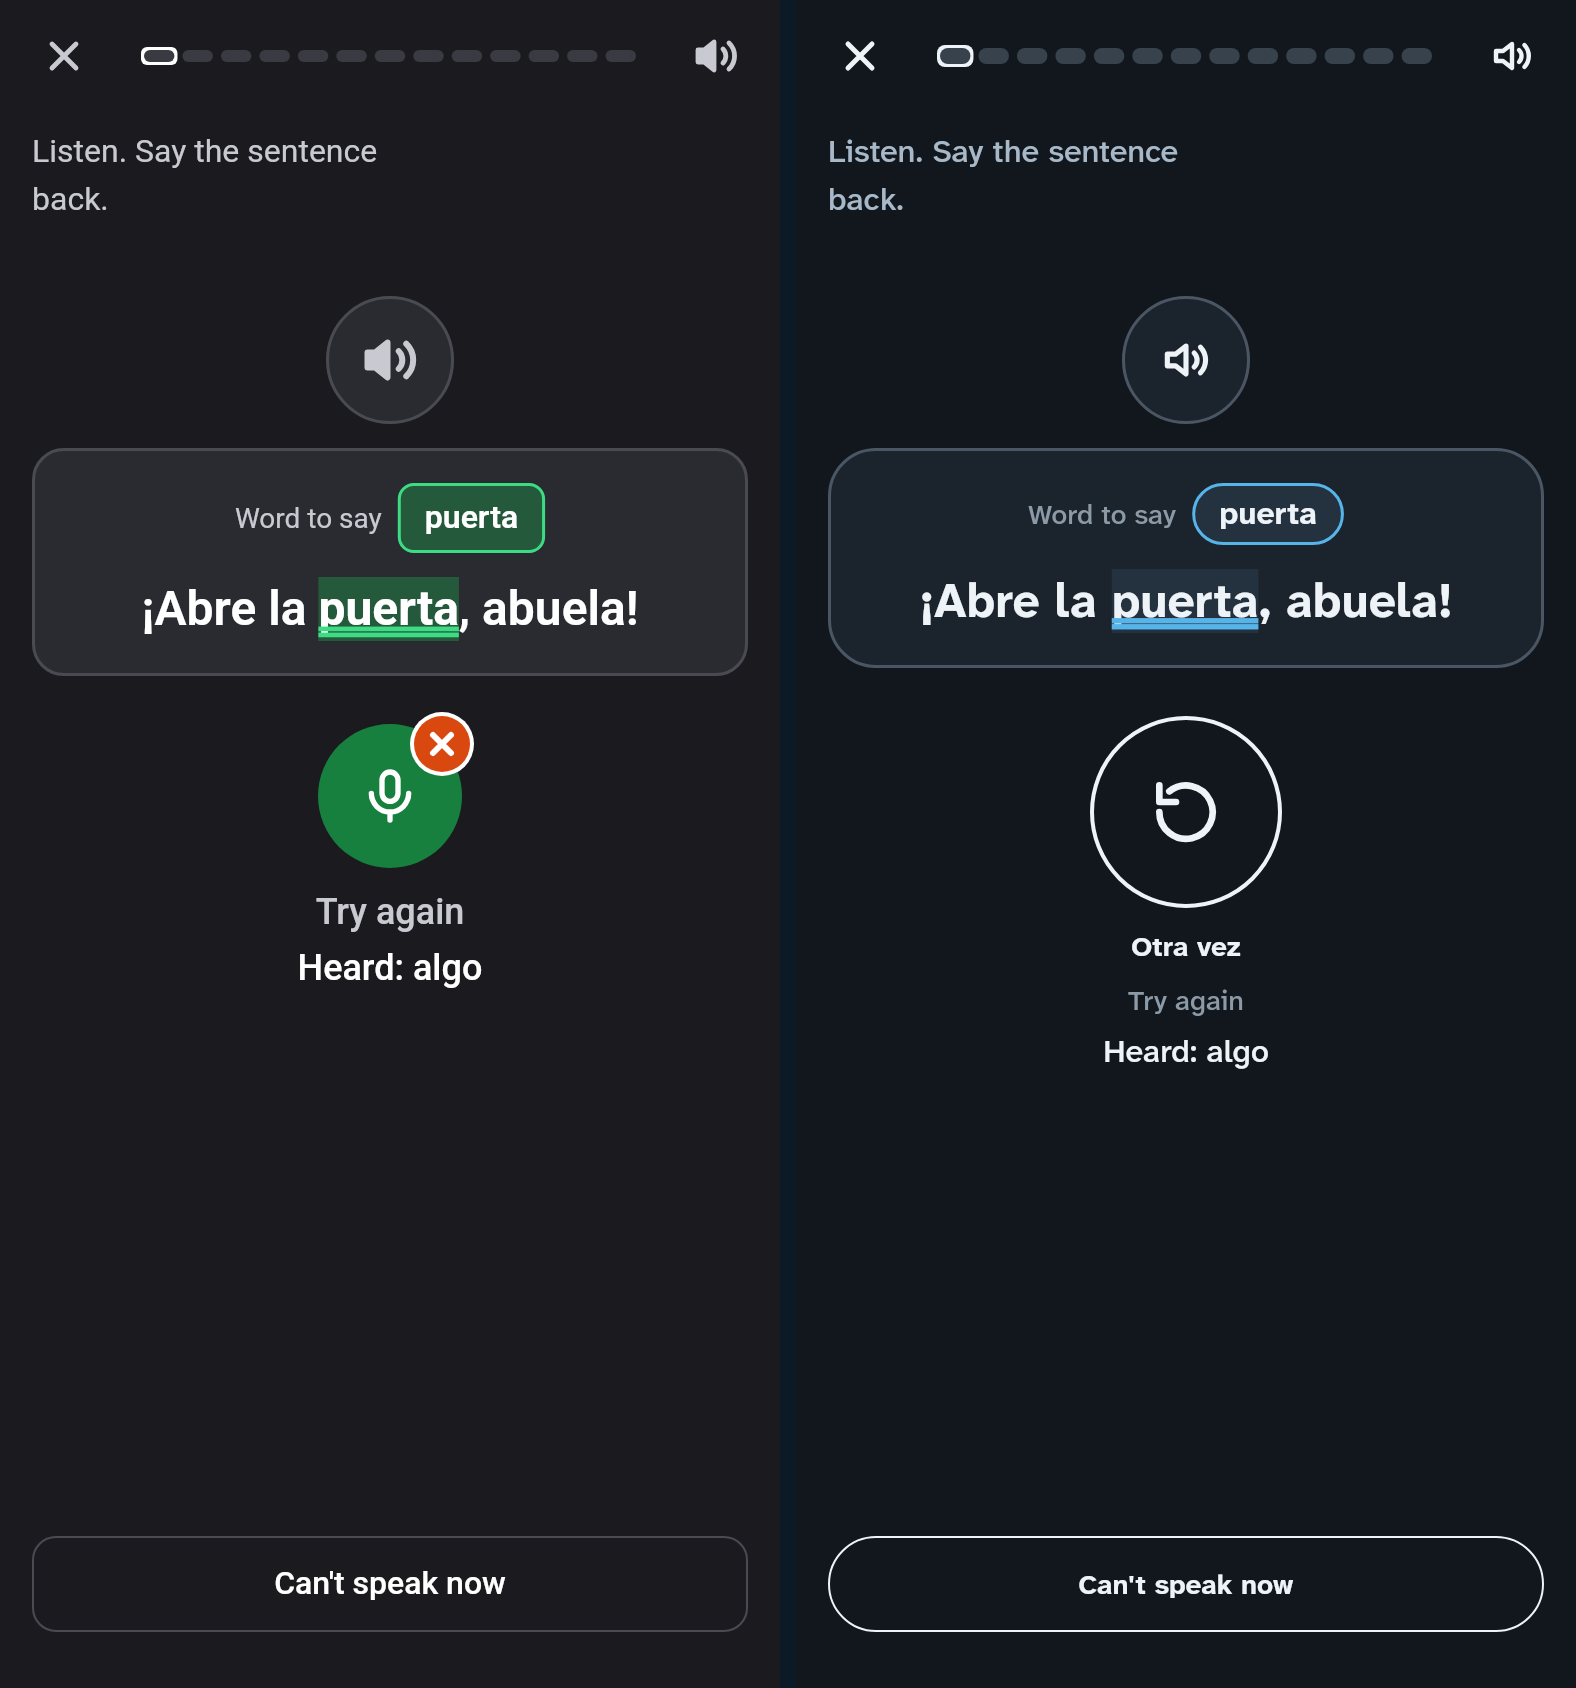 Listen. Say the sentence
back.
Word to say puerta
¡Abre la puerta, abuela!
Try again
Heard: algo
Can't speak now
Listen. Say the sentence
back.
Word to say puerta
¡Abre la puerta, abuela!
Otra vez
Try again
Heard: algo
Can't speak now